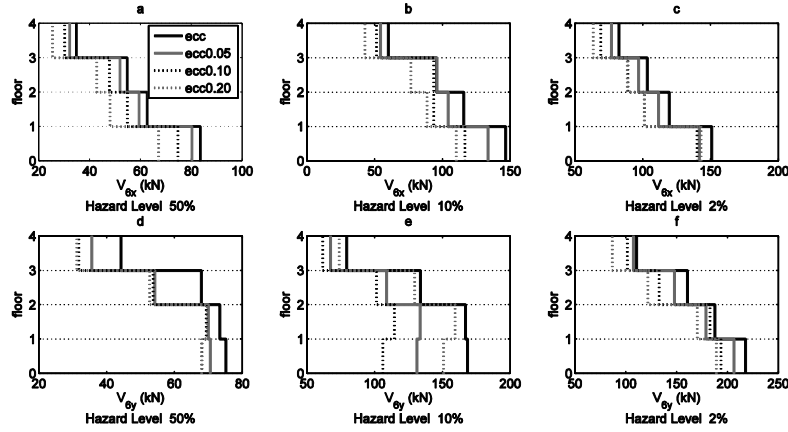 a
b
c
4
3
2
1
0
floor
20 40 60 80 100
V6x (kN)
Hazard Level 50%
ecc
ecc0.05
ecc0.10
ecc0.20
4
3
2
1
0
floor
0 50 100 150
V6x (kN)
Hazard Level 10%
4
3
2
1
0
floor
50 100 150 200
V6x (kN)
Hazard Level 2%
d
e
f
4
3
2
1
0
floor
20 40 60 80
V6y (kN)
Hazard Level 50%
4
3
2
1
0
floor
50 100 150 200
V6y (kN)
Hazard Level 10%
4
3
2
1
0
floor
50 100 150 200 250
V6y (kN)
Hazard Level 2%